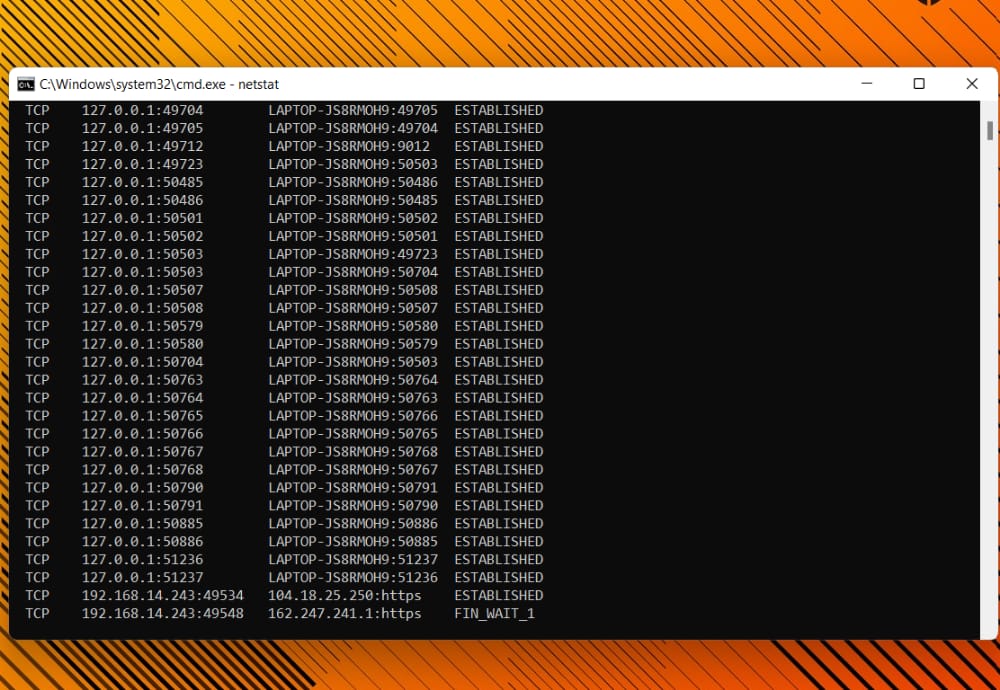 C:\Windows\system32\cmd.exe - netstat
TCP 127.0.0.1:49704 LAPTOP-JS8RMOH9:49705 ESTABLISHED
TCP 127.0.0.1:49705 LAPTOP-JS8RMOH9:49704 ESTABLISHED
TCP 127.0.0.1:49712 LAPTOP-JS8RMOH9:9012 ESTABLISHED
TCP 127.0.0.1:49723 LAPTOP-JS8RMOH9:50503 ESTABLISHED
TCP 127.0.0.1:50485 LAPTOP-JS8RMOH9:50486 ESTABLISHED
TCP 127.0.0.1:50486 LAPTOP-JS8RMOH9:50485 ESTABLISHED
TCP 127.0.0.1:50501 LAPTOP-JS8RMOH9:50502 ESTABLISHED
TCP 127.0.0.1:50502 LAPTOP-JS8RMOH9:50501 ESTABLISHED
TCP 127.0.0.1:50503 LAPTOP-JS8RMOH9:49723 ESTABLISHED
TCP 127.0.0.1:50503 LAPTOP-JS8RMOH9:50704 ESTABLISHED
TCP 127.0.0.1:50507 LAPTOP-JS8RMOH9:50508 ESTABLISHED
TCP 127.0.0.1:50508 LAPTOP-JS8RMOH9:50507 ESTABLISHED
TCP 127.0.0.1:50579 LAPTOP-JS8RMOH9:50580 ESTABLISHED
TCP 127.0.0.1:50580 LAPTOP-JS8RMOH9:50579 ESTABLISHED
TCP 127.0.0.1:50704 LAPTOP-JS8RMOH9:50503 ESTABLISHED
TCP 127.0.0.1:50763 LAPTOP-JS8RMOH9:50764 ESTABLISHED
TCP 127.0.0.1:50764 LAPTOP-JS8RMOH9:50763 ESTABLISHED
TCP 127.0.0.1:50765 LAPTOP-JS8RMOH9:50766 ESTABLISHED
TCP 127.0.0.1:50766 LAPTOP-JS8RMOH9:50765 ESTABLISHED
TCP 127.0.0.1:50767 LAPTOP-JS8RMOH9:50768 ESTABLISHED
TCP 127.0.0.1:50768 LAPTOP-JS8RMOH9:50767 ESTABLISHED
TCP 127.0.0.1:50790 LAPTOP-JS8RMOH9:50791 ESTABLISHED
TCP 127.0.0.1:50791 LAPTOP-JS8RMOH9:50790 ESTABLISHED
TCP 127.0.0.1:50885 LAPTOP-JS8RMOH9:50886 ESTABLISHED
TCP 127.0.0.1:50886 LAPTOP-JS8RMOH9:50885 ESTABLISHED
TCP 127.0.0.1:51236 LAPTOP-JS8RMOH9:51237 ESTABLISHED
TCP 127.0.0.1:51237 LAPTOP-JS8RMOH9:51236 ESTABLISHED
TCP 192.168.14.243:49534 104.18.25.250:https ESTABLISHED
TCP 192.168.14.243:49548 162.247.241.1:https FIN_WAIT_1